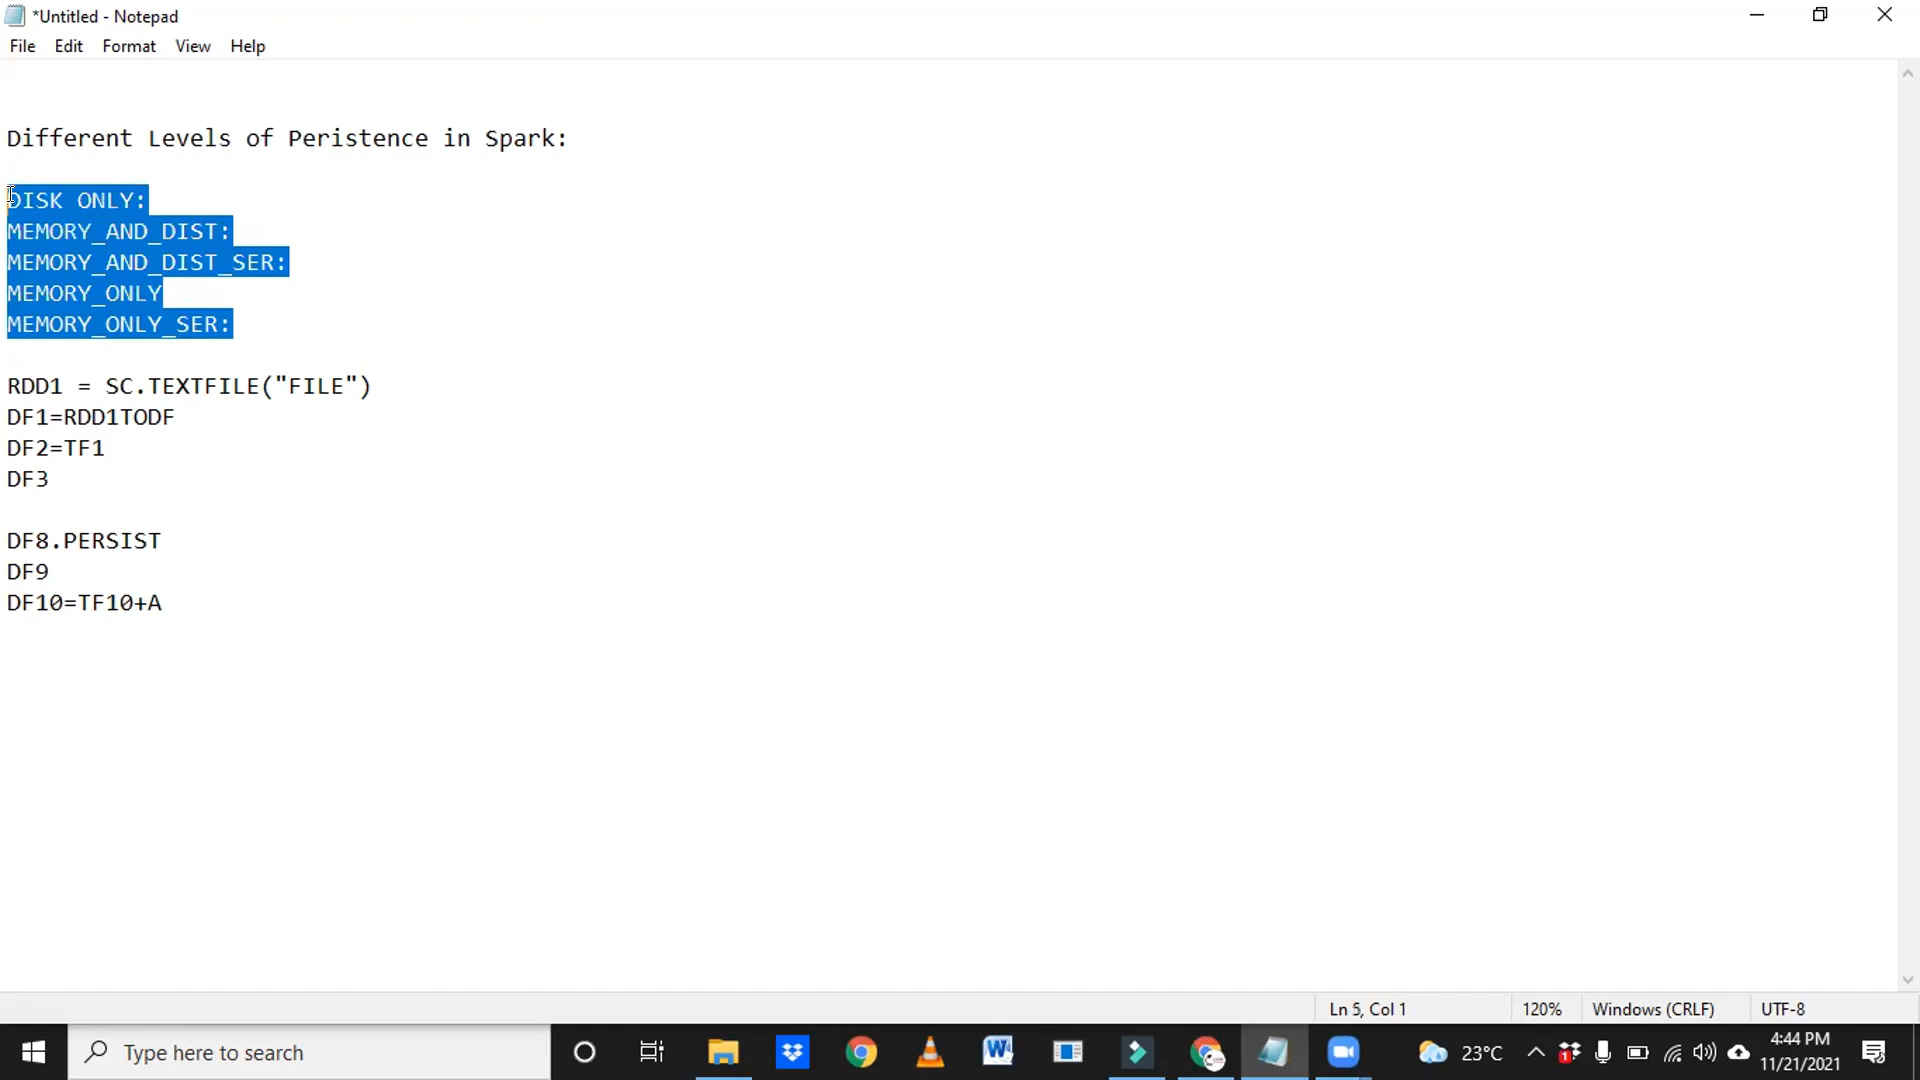 *Untitled - Notepad
File Edit Format View Help
Different Levels of Peristence in Spark:
DISK ONLY:
MEMORY_AND_DIST:
MEMORY_AND_DIST_SER:
MEMORY_ONLY
MEMORY_ONLY_SER:
RDD1 = SC.TEXTFILE("FILE")
DF1=RDD1TODF
DF2=TF1
DF3
DF8.PERSIST
DF9
DF10=TF10+A
Ln 5, Col 1 120% Windows (CRLF) UTF-8
Type here to search 23°C 4:44 PM
11/21/2021